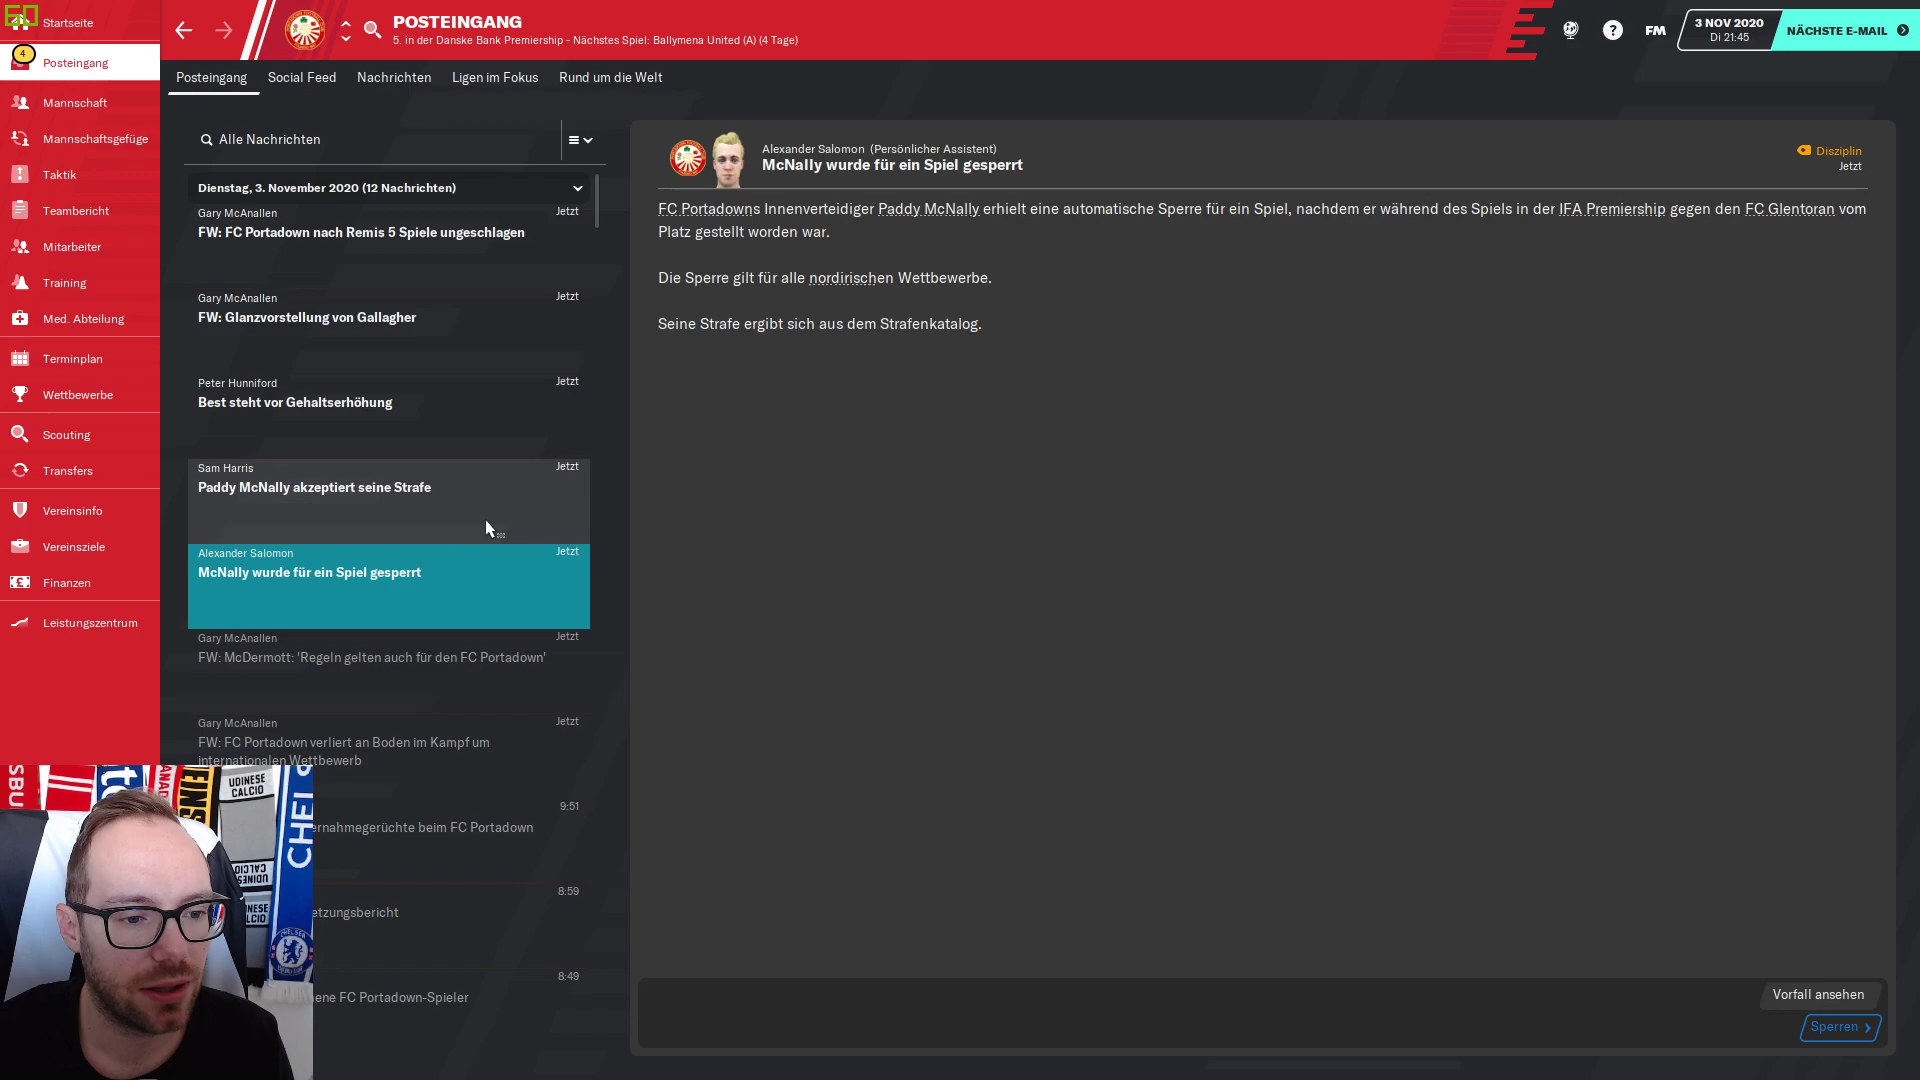 60
Startseite
4
Posteingang
Mannschaft
Mannschaftsgefüge
Taktik
Teambericht
Mitarbeiter
Training
Med. Abteilung
Terminplan
Wettbewerbe
Scouting
Transfers
Vereinsinfo
Vereinsziele
Finanzen
Leistungszentrum
POSTEINGANG
5. in der Danske Bank Premiership - Nächstes Spiel: Ballymena United (A) (4 Tage)
?
FM
3 NOV 2020
Di 21:45
NÄCHSTE E-MAIL
Posteingang Social Feed Nachrichten Ligen im Fokus Rund um die Welt
Alle Nachrichten
Dienstag, 3. November 2020 (12 Nachrichten)
Gary McAnallen Jetzt
FW: FC Portadown nach Remis 5 Spiele ungeschlagen
Gary McAnallen Jetzt
FW: Glanzvorstellung von Gallagher
Peter Hunniford Jetzt
Best steht vor Gehaltserhöhung
Sam Harris Jetzt
Paddy McNally akzeptiert seine Strafe
Alexander Salomon Jetzt
McNally wurde für ein Spiel gesperrt
Gary McAnallen Jetzt
FW: McDermott: 'Regeln gelten auch für den FC Portadown'
Gary McAnallen Jetzt
FW: FC Portadown verliert an Boden im Kampf um
internationalen Wettbewerb
9:51
ernahmegerüchte beim FC Portadown
8:59
etzungsbericht
8:49
ene FC Portadown-Spieler
Alexander Salomon (Persönlicher Assistent)
McNally wurde für ein Spiel gesperrt
Disziplin
Jetzt
FC Portadowns Innenverteidiger Paddy McNally erhielt eine automatische Sperre für ein Spiel, nachdem er während des Spiels in der IFA Premiership gegen den FC Glentoran vom
Platz gestellt worden war.
Die Sperre gilt für alle nordirischen Wettbewerbe.
Seine Strafe ergibt sich aus dem Strafenkatalog.
Vorfall ansehen
Sperren
SBU
UDINESE
CALCIO
CHEL
CALCIO
CHELSEA